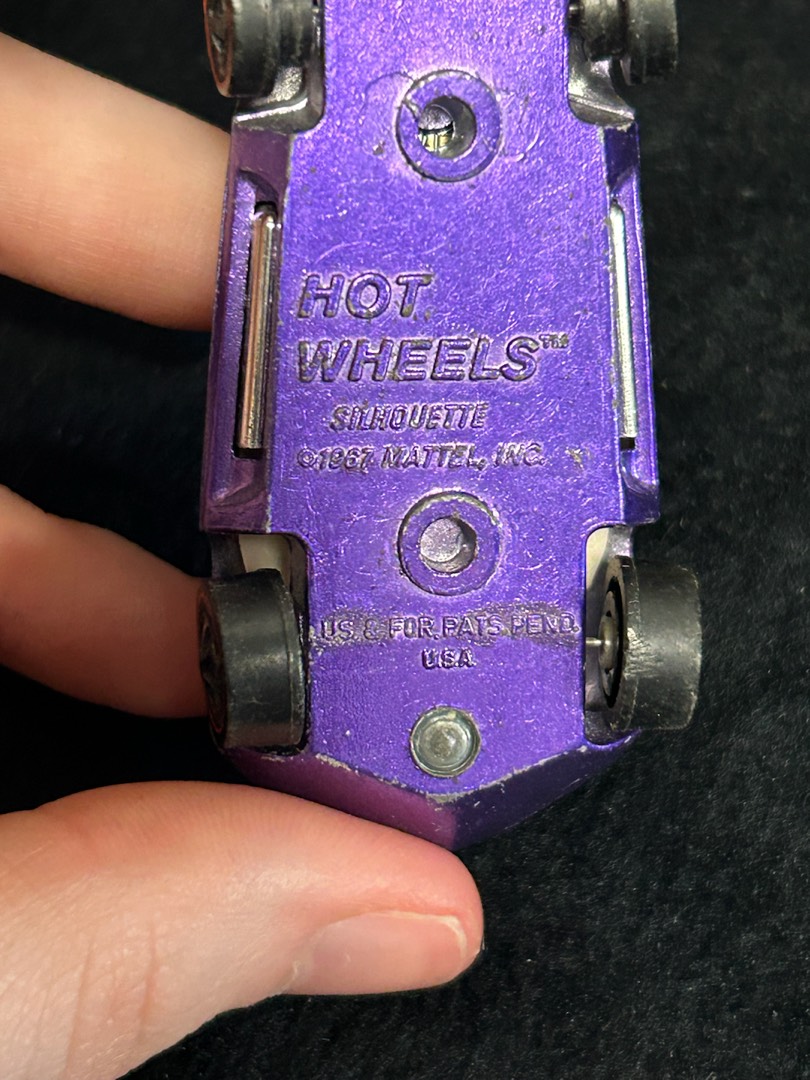 HOT
WHEELS™
SILHOUETTE
©1967 MATTEL, INC.
U.S. & FOR. PATS PEND.
U.S.A.